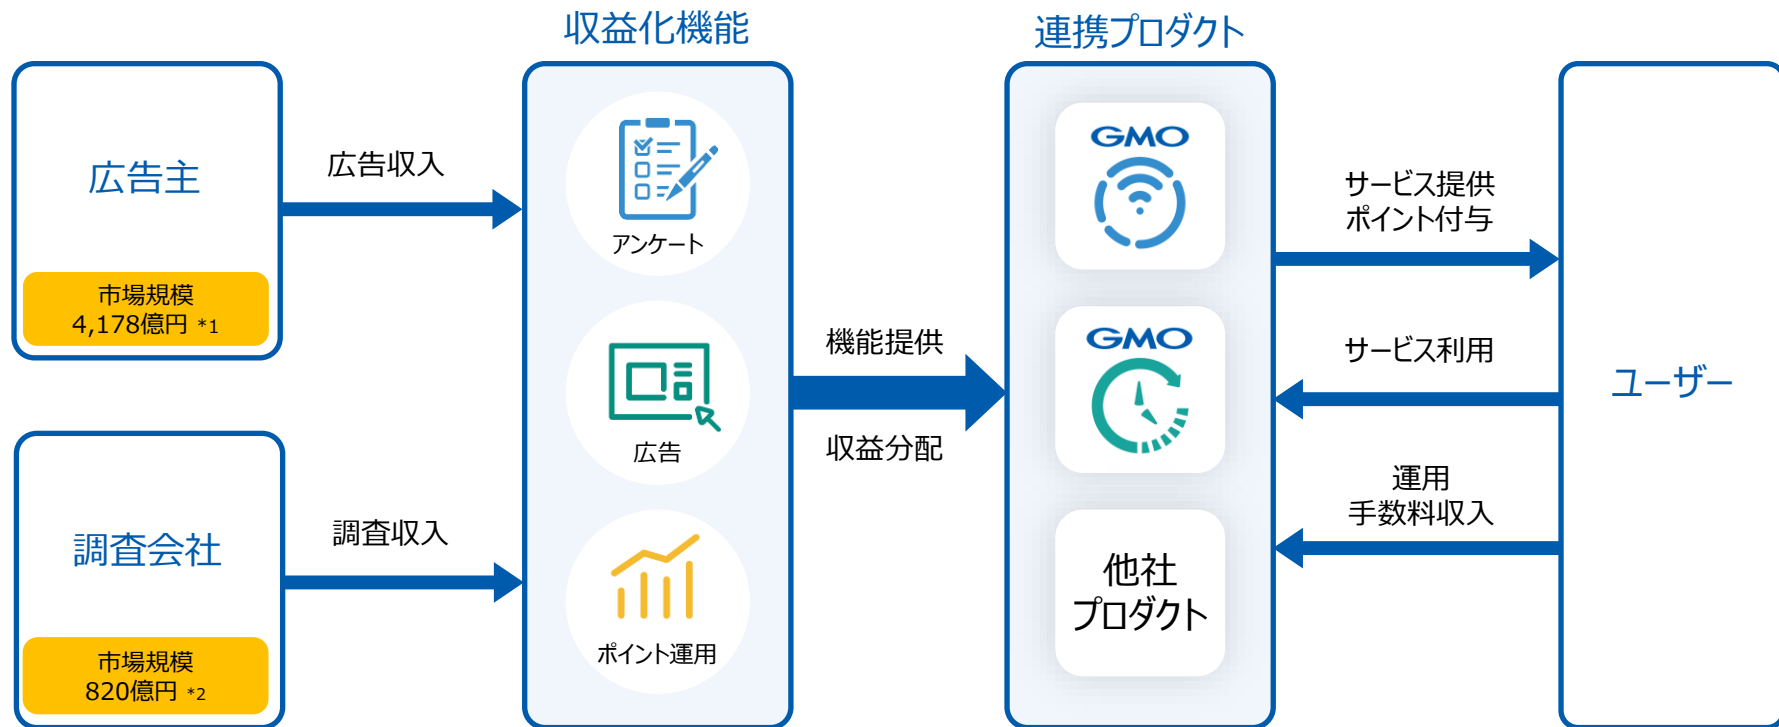 収益化機能
連携プロダクト
広告主
市場規模
4,178億円 *1
広告収入
調査会社
市場規模
820億円 *2
調査収入
アンケート
広告
ポイント運用
機能提供
収益分配
GMO
GMO
他社
プロダクト
サービス提供
ポイント付与
サービス利用
運用
手数料収入
ユーザー